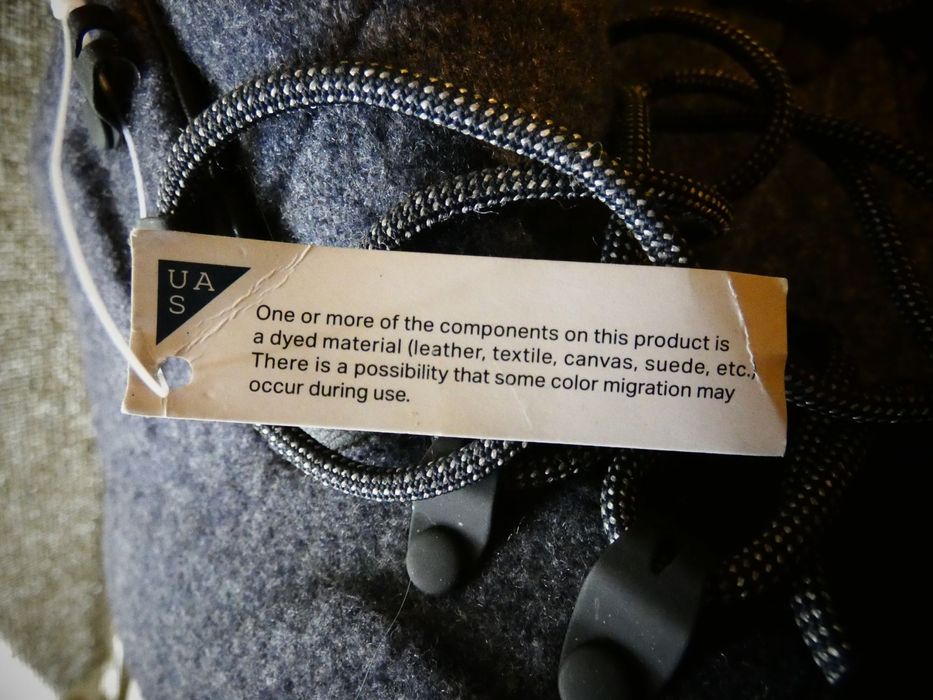 UA
S
One or more of the components on this product is
a dyed material (leather, textile, canvas, suede, etc.)
There is a possibility that some color migration may
occur during use.